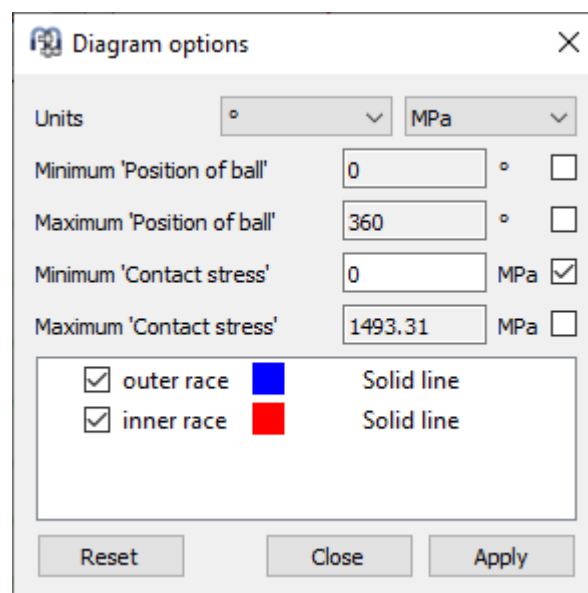 Diagram options
Units ° MPa
Minimum 'Position of ball' 0 °
Maximum 'Position of ball' 360 °
Minimum 'Contact stress' 0 MPa
Maximum 'Contact stress' 1493.31 MPa
outer race Solid line
inner race Solid line
Reset Close Apply